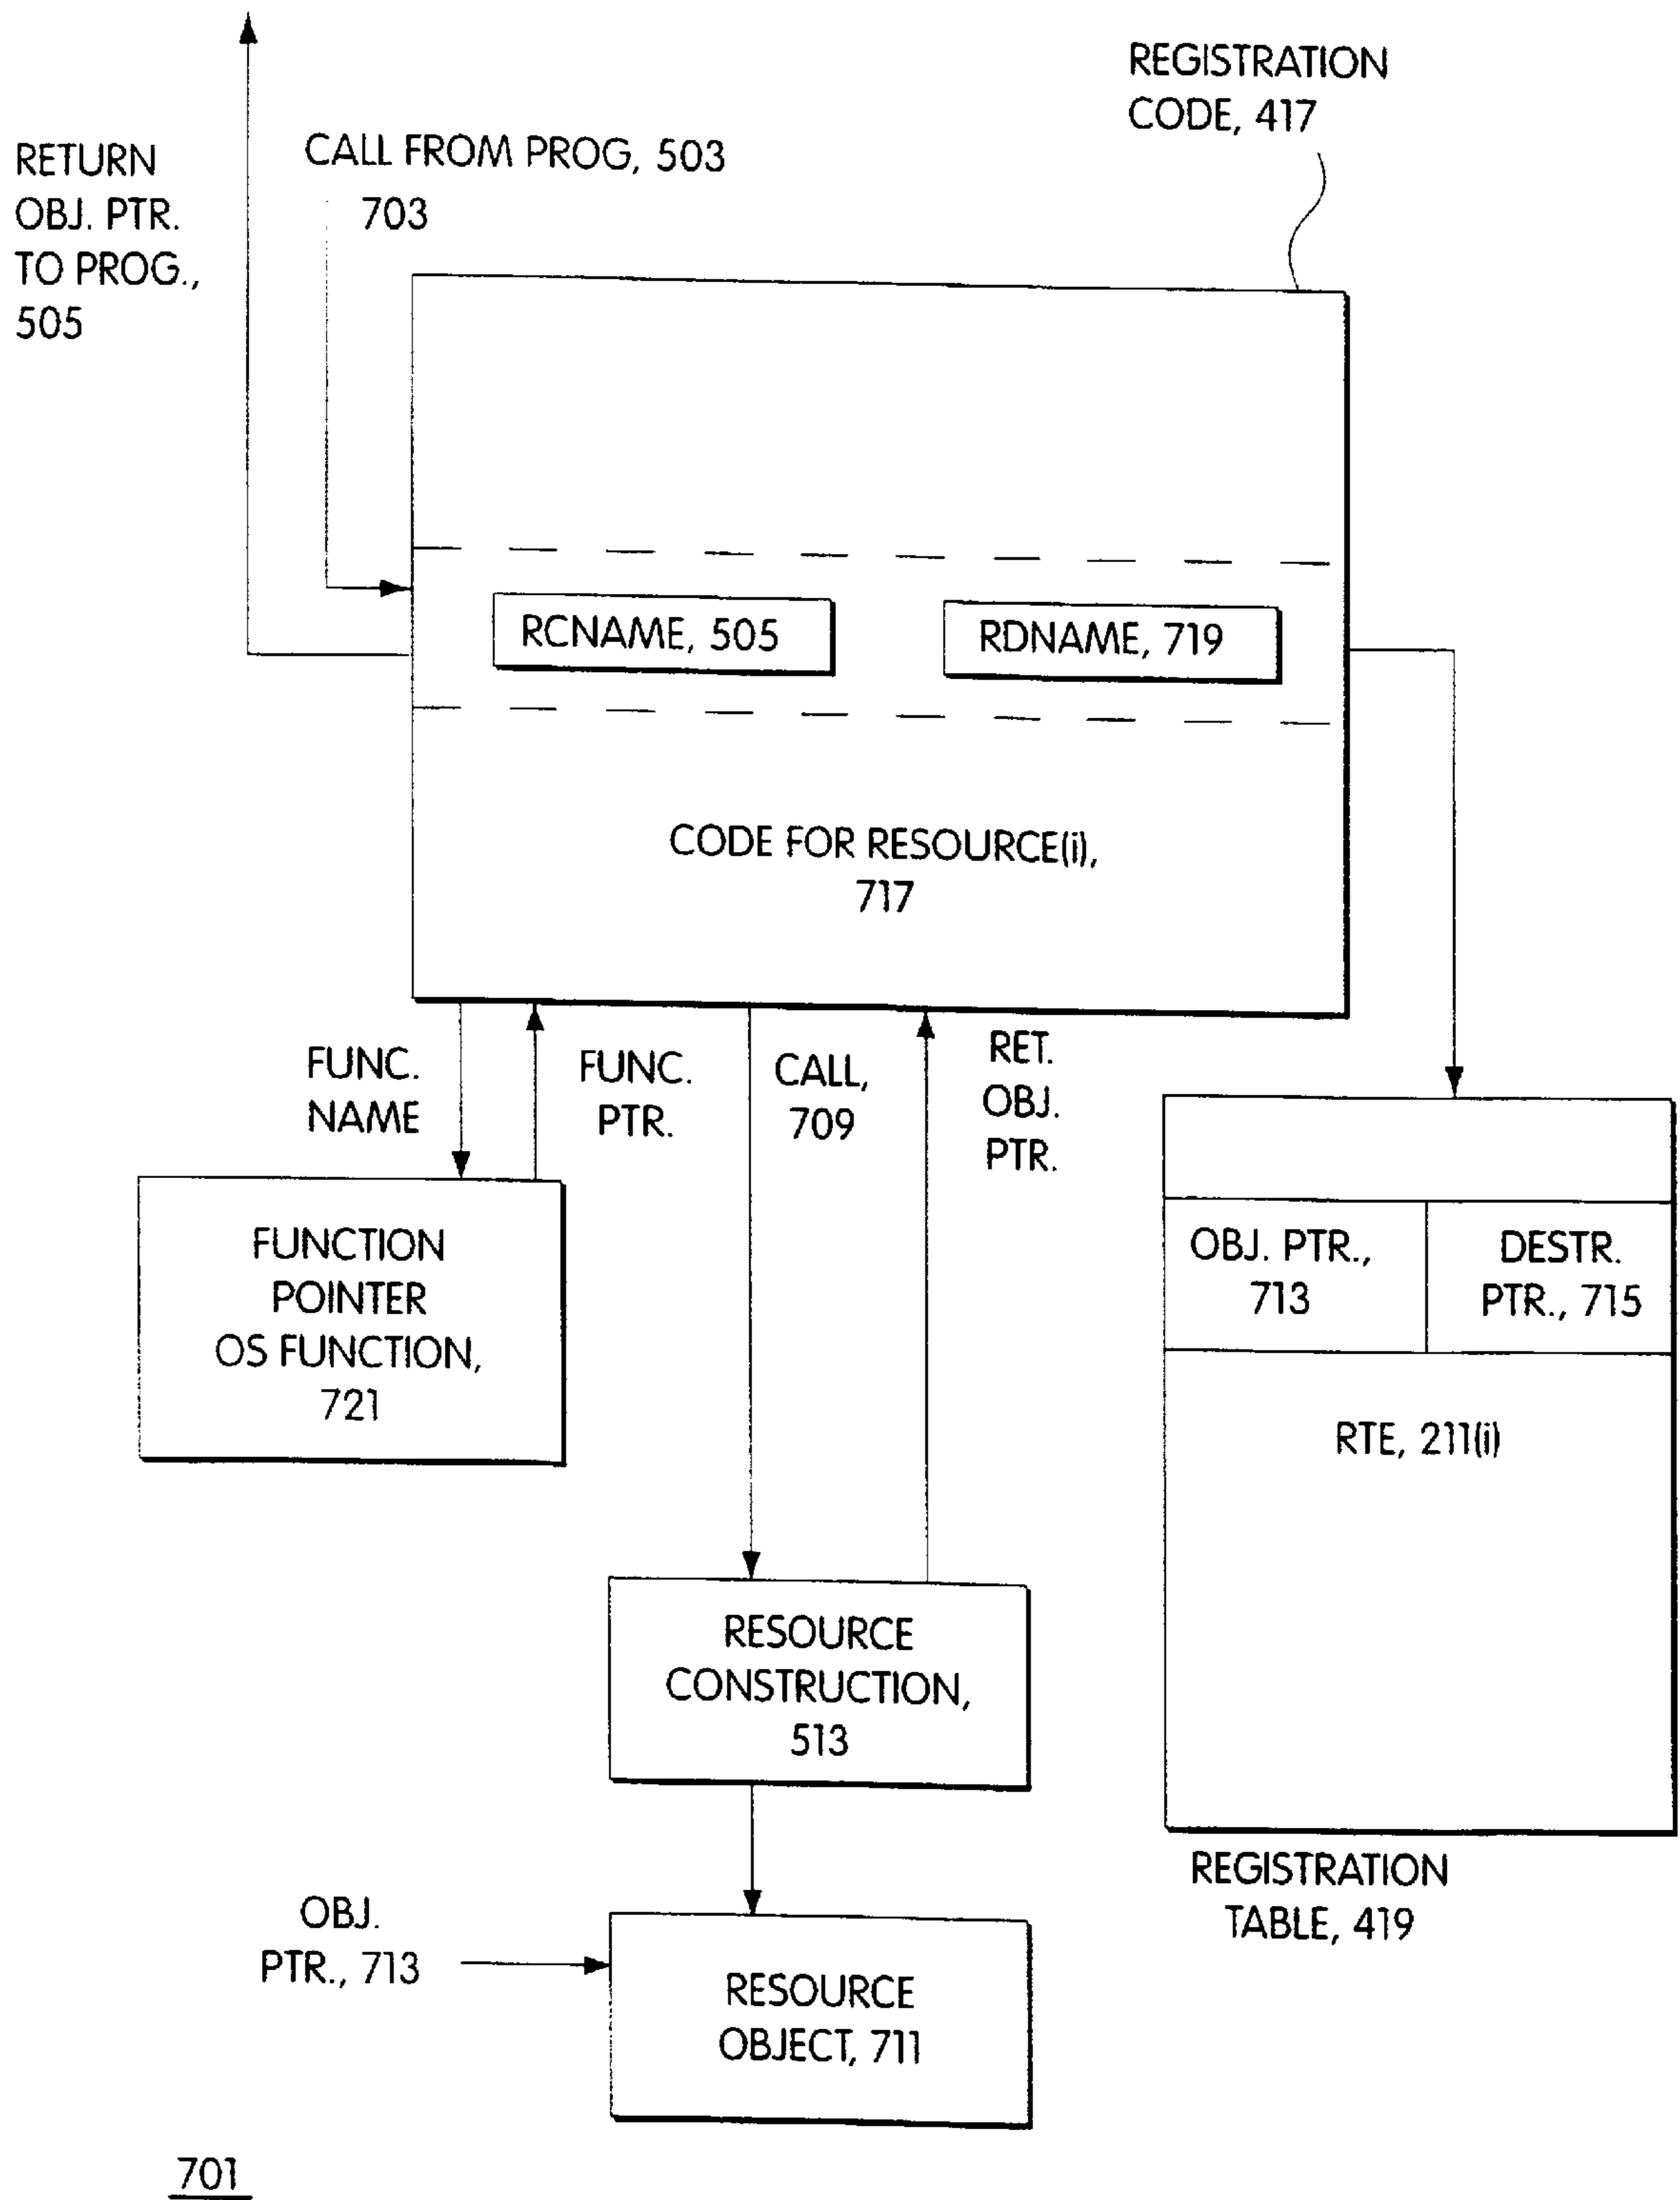 REGISTRATION
CODE, 417
RETURN
OBJ. PTR.
TO PROG.,
505
CALL FROM PROG, 503
703
RCNAME, 505
RDNAME, 719
CODE FOR RESOURCE(i),
717
FUNC.
NAME
FUNC.
PTR.
CALL,
709
RET.
OBJ.
PTR.
FUNCTION
POINTER
OS FUNCTION,
721
OBJ. PTR.,
713
DESTR.
PTR., 715
RTE, 211(i)
RESOURCE
CONSTRUCTION,
513
REGISTRATION
TABLE, 419
OBJ.
PTR., 713
RESOURCE
OBJECT, 711
701